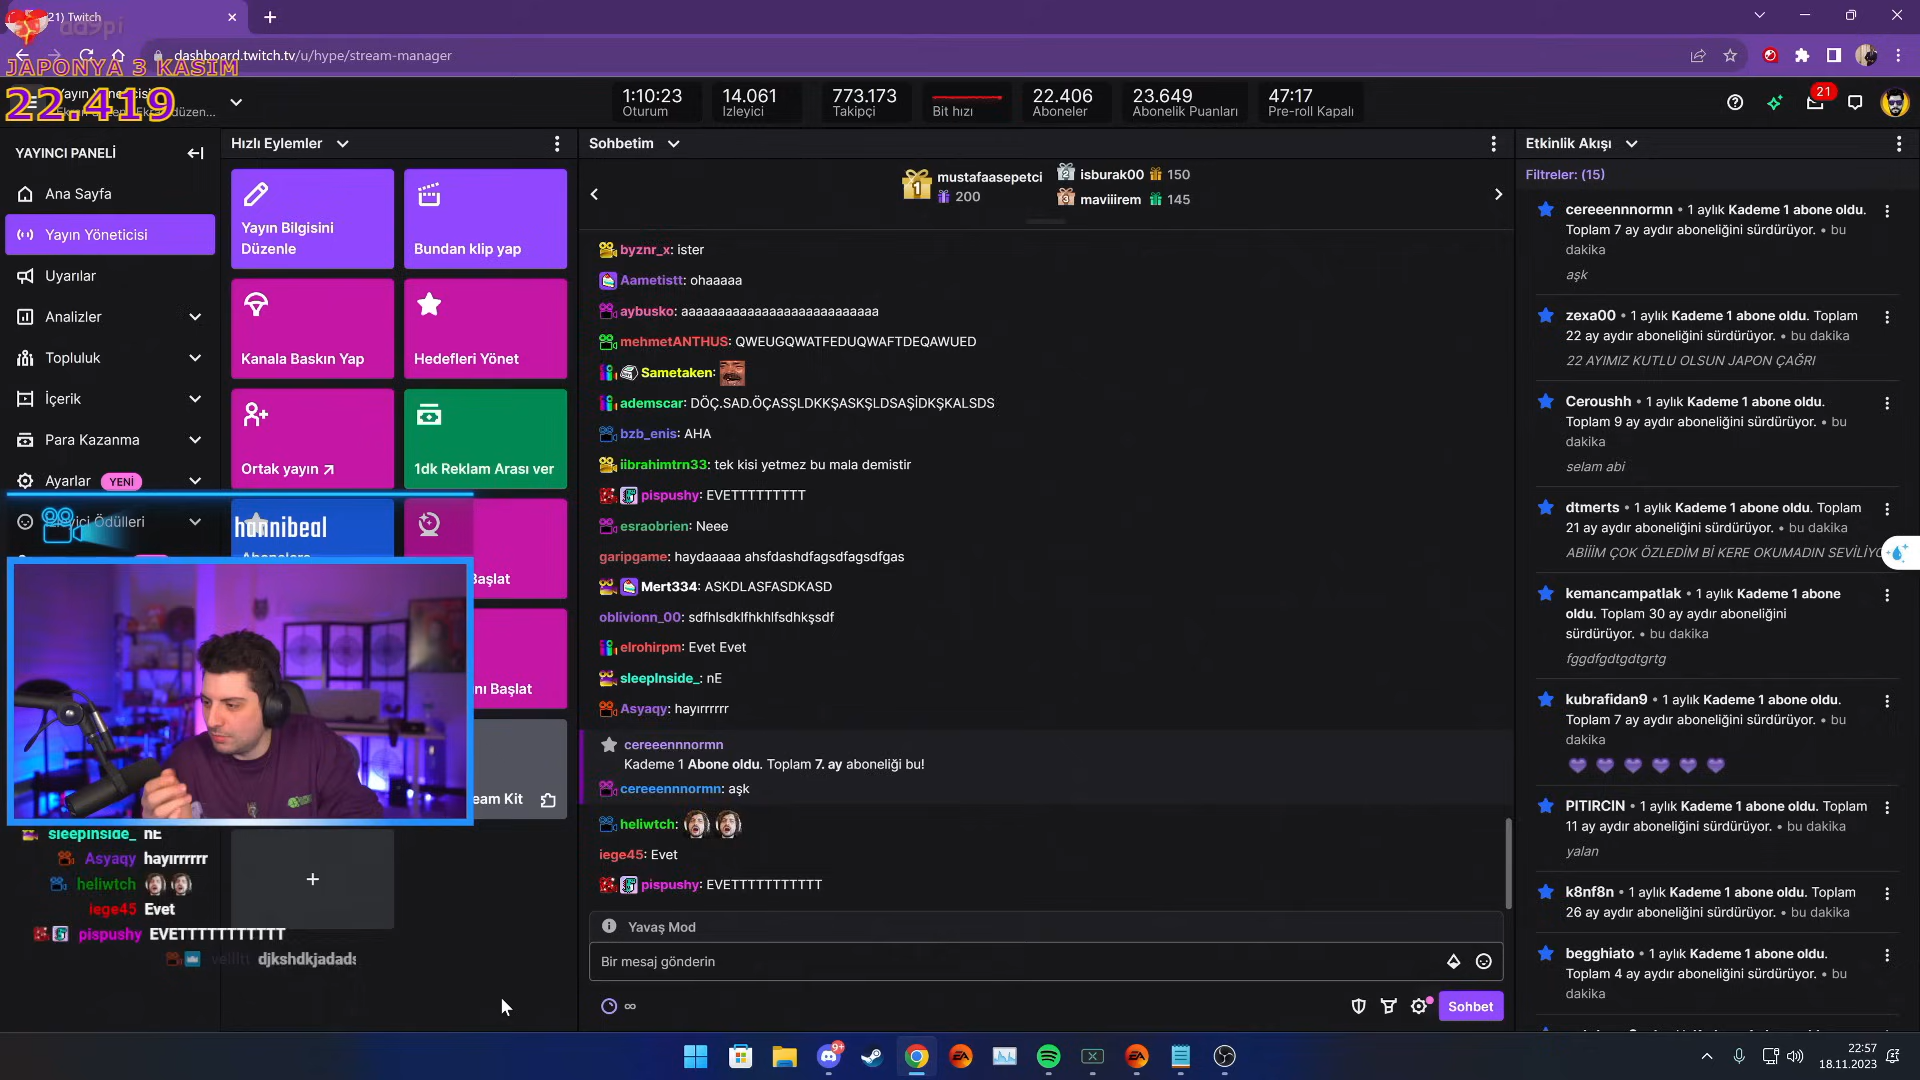 21) Twitch
dashboard.twitch.tv/u/hype/stream-manager
JAPONYA 3 KASIM
22.419
1:10:23
Oturum
14.061
İzleyici
773.173
Takipçi
Bit hızı
22.406
Aboneler
23.649
Abonelik Puanları
47:17
Pre-roll Kapalı
21
YAYINCI PANELİ
Ana Sayfa
Yayın Yöneticisi
Uyarılar
Analizler
Topluluk
İçerik
Para Kazanma
Ayarlar YENİ
Hızlı Eylemler
Yayın Bilgisini
Düzenle
Bundan klip yap
Kanala Baskın Yap
Hedefleri Yönet
Ortak yayın
1dk Reklam Arası ver
hannibeal
Başlat
nı Başlat
eam Kit
sleepInside_ nE
Asyaqy hayırrrrrr
heliwtch
iege45 Evet
pispushy EVETTTTTTTTTTT
djkshdkjadads
Sohbetim
1
mustafaasepetci
200
2 isburak00 150
3 maviiirem 145
byznr_x: ister
Aametistt: ohaaaaa
aybusko: aaaaaaaaaaaaaaaaaaaaaaaaaaa
mehmetANTHUS: QWEUGQWATFEDUQWAFTDEQAWUED
Sametaken:
ademscar: DÖÇ.SAD.ÖÇASŞLDKKŞASKŞLDSAŞİDKŞKALSDS
bzb_enis: AHA
iibrahimtrn33: tek kisi yetmez bu mala demistir
pispushy: EVETTTTTTTTT
esraobrien: Neee
garipgame: haydaaaaa ahsfdashdfagsdfagsdfgas
Mert334: ASKDLASFASDKASD
oblivionn_00: sdfhlsdklfhkhlfsdhkşsdf
elrohirpm: Evet Evet
sleepInside_: nE
Asyaqy: hayırrrrrr
cereeennnormn
Kademe 1 Abone oldu. Toplam 7. ay aboneliği bu!
cereeennnormn: aşk
heliwtch:
iege45: Evet
pispushy: EVETTTTTTTTTTT
Yavaş Mod
Bir mesaj gönderin
Sohbet
Etkinlik Akışı
Filtreler: (15)
cereeennnormn • 1 aylık Kademe 1 abone oldu.
Toplam 7 ay aydır aboneliğini sürdürüyor. • bu
dakika
aşk
zexa00 • 1 aylık Kademe 1 abone oldu. Toplam
22 ay aydır aboneliğini sürdürüyor. • bu dakika
22 AYIMIZ KUTLU OLSUN JAPON ÇAĞRI
Ceroushh • 1 aylık Kademe 1 abone oldu.
Toplam 9 ay aydır aboneliğini sürdürüyor. • bu
dakika
selam abi
dtmerts • 1 aylık Kademe 1 abone oldu. Toplam
21 ay aydır aboneliğini sürdürüyor. • bu dakika
ABİİİM ÇOK ÖZLEDİM Bİ KERE OKUMADIN SEVİLİYO
kemancampatlak • 1 aylık Kademe 1 abone
oldu. Toplam 30 ay aydır aboneliğini
sürdürüyor. • bu dakika
fggdfgdtgdtgrtg
kubrafidan9 • 1 aylık Kademe 1 abone oldu.
Toplam 7 ay aydır aboneliğini sürdürüyor. • bu
dakika
PITIRCIN • 1 aylık Kademe 1 abone oldu. Toplam
11 ay aydır aboneliğini sürdürüyor. • bu dakika
yalan
k8nf8n • 1 aylık Kademe 1 abone oldu. Toplam
26 ay aydır aboneliğini sürdürüyor. • bu dakika
begghiato • 1 aylık Kademe 1 abone oldu.
Toplam 4 ay aydır aboneliğini sürdürüyor. • bu
dakika
9+
22:57
18.11.2023